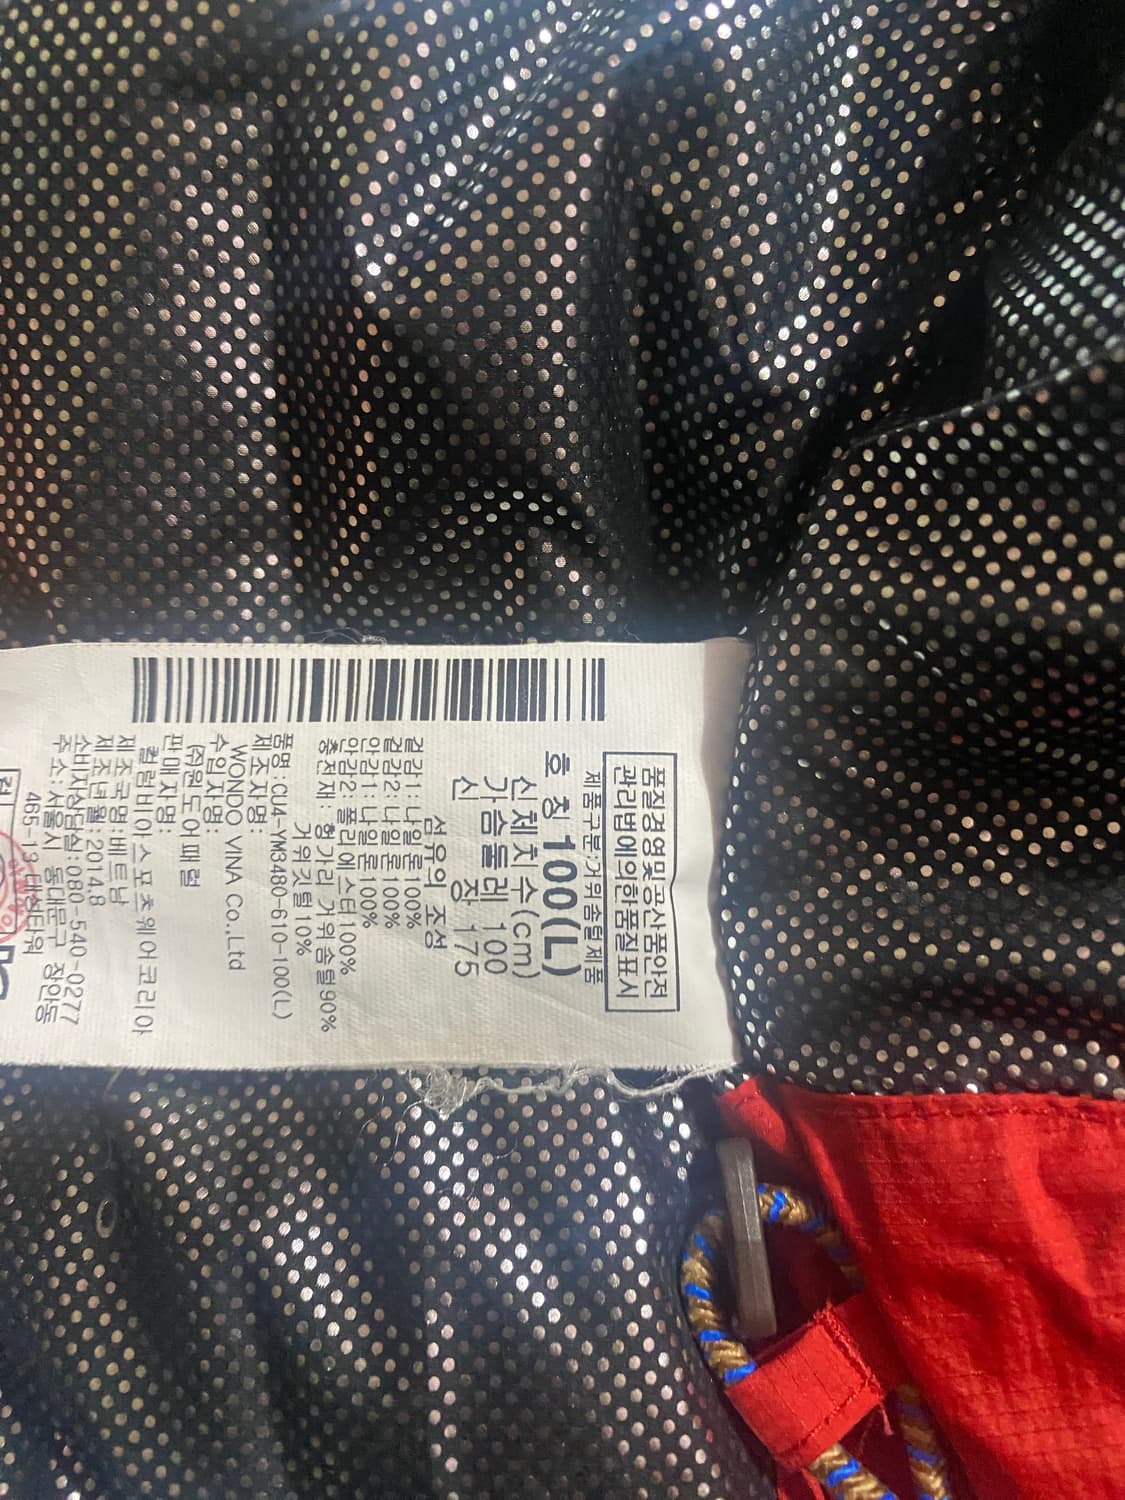 품질경영및공산품안전
관리법에의한품질표시
제품구분:거위솜털제품
호 칭 100(L)
신체치수(cm)
가슴둘레 100
신 장 175
섬유의 조성
겉감1: 나일론100%
겉감2: 나일론100%
안감1: 나일론100%
안감2: 폴리에스터100%
충전재: 헝가리 거위솜털90%
거위깃털10%
품명:CU4-YM3480-610-100(L)
제조자명:
WONDO VINA Co.,Ltd
수입자명:
(주)원도어패럴
판매자명:
컬럼비아스포츠웨어코리아
제조국명:베트남
제조년월:2014.8
소비자상담실:080-540-0277
주소:서울시 동대문구 장안동
465-13대성타워